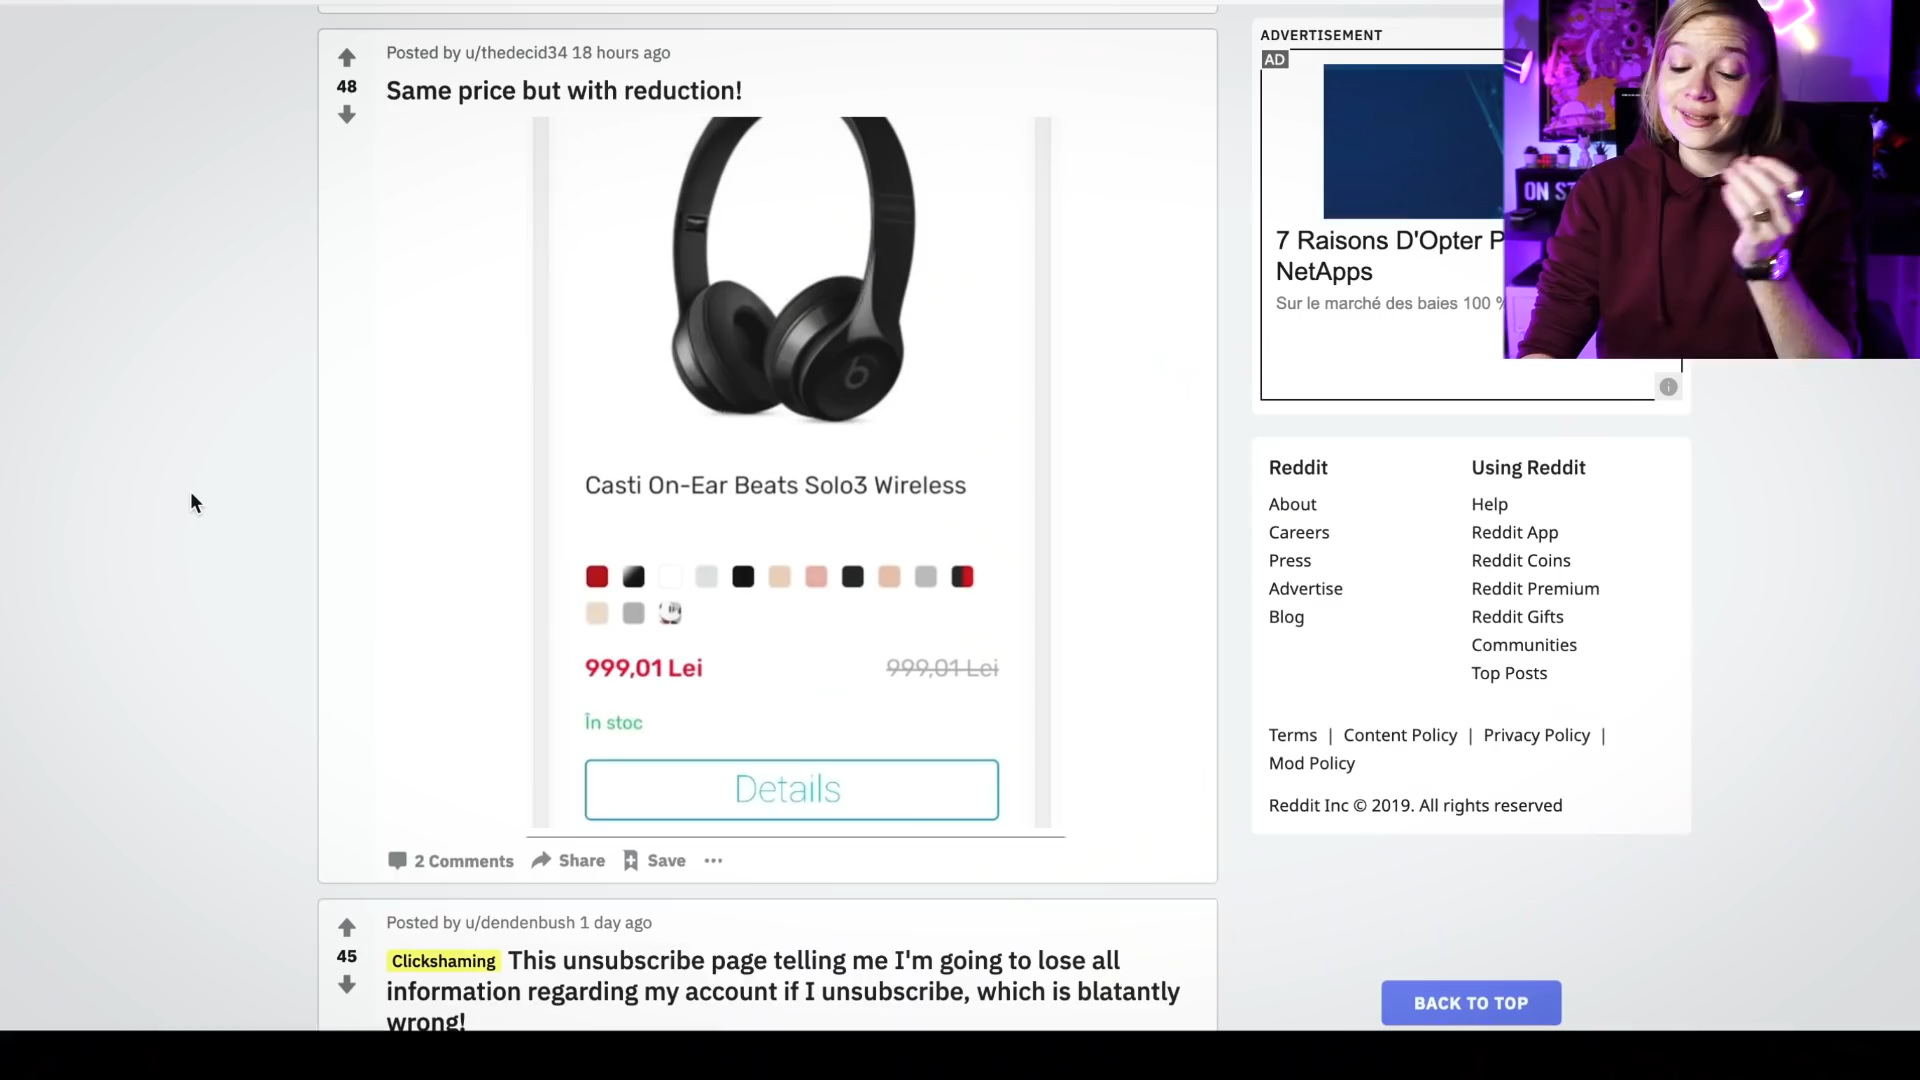 Posted by u/thedecid34 18 hours ago
48
Same price but with reduction!
Casti On-Ear Beats Solo3 Wireless
999,01 Lei
999,01 Lei
În stoc
Details
2 Comments
Share
Save
Posted by u/dendenbush 1 day ago
45
Clickshaming This unsubscribe page telling me I'm going to lose all
information regarding my account if I unsubscribe, which is blatantly
wrong!
ADVERTISEMENT
AD
7 Raisons D'Opter P
NetApps
Sur le marché des baies 100 %
ON
Reddit
About
Careers
Press
Advertise
Blog
Using Reddit
Help
Reddit App
Reddit Coins
Reddit Premium
Reddit Gifts
Communities
Top Posts
Terms | Content Policy | Privacy Policy |
Mod Policy
Reddit Inc © 2019. All rights reserved
BACK TO TOP